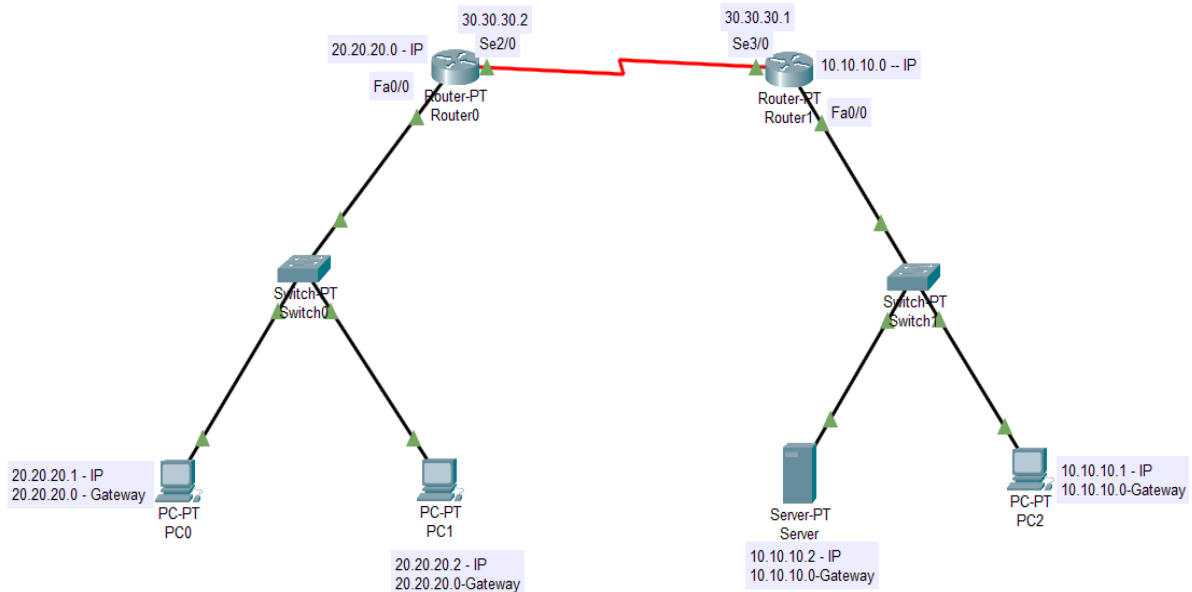 30.30.30.2
Se2/0
20.20.20.0 - IP
Fa0/0
Router-PT
Router0
30.30.30.1
Se3/0
10.10.10.0 -- IP
Router-PT
Router1
Fa0/0
Switch-PT
Switch0
Switch-PT
Switch1
20.20.20.1 - IP
20.20.20.0 - Gateway
PC-PT
PC0
PC-PT
PC1
20.20.20.2 - IP
20.20.20.0-Gateway
Server-PT
Server
10.10.10.2 - IP
10.10.10.0-Gateway
PC-PT
PC2
10.10.10.1 - IP
10.10.10.0-Gateway